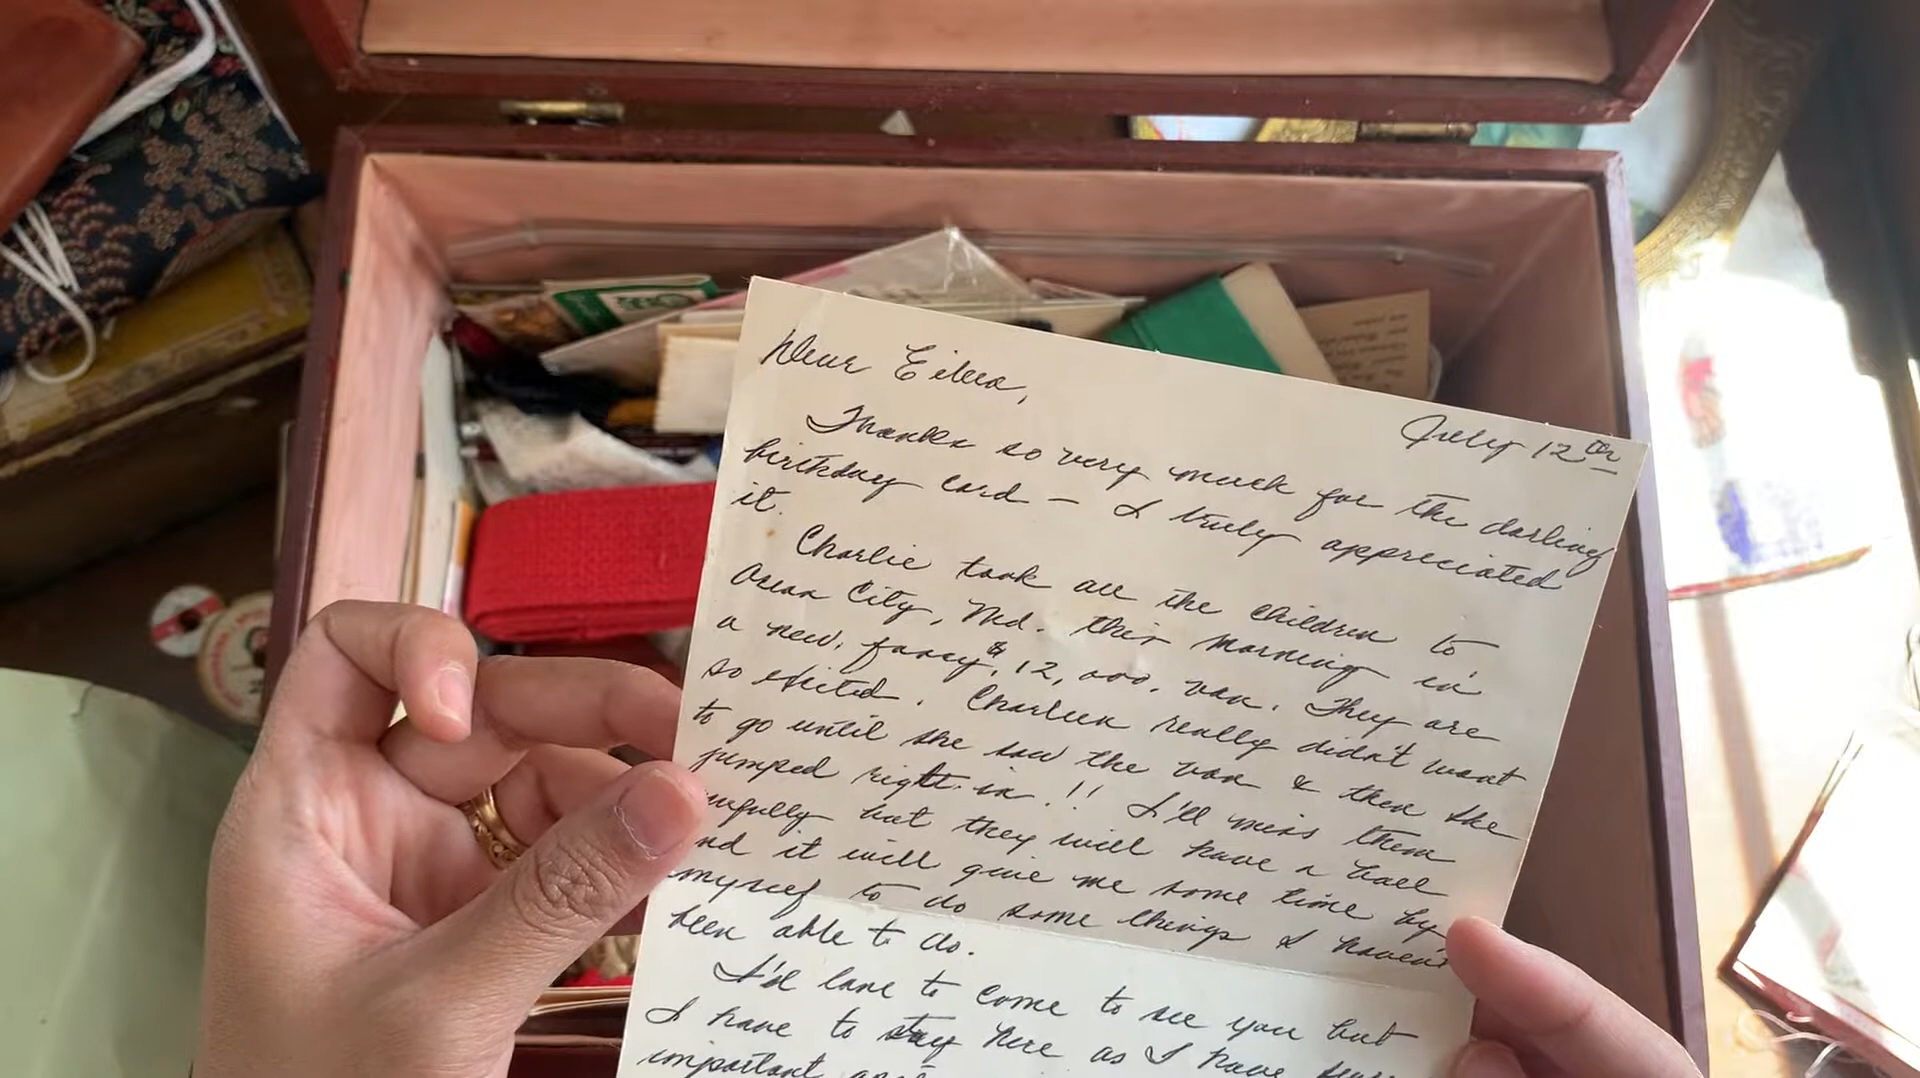 July 12th
Dear Eilea,
Thanks so very much for the darling
birthday card – I truly appreciated
it.
Charlie took all the children to
Ocean City, Md. this morning in
a new, fancy, $12,000. van. They are
so exited. Charleen really didn't want
to go until she saw the van & then she
jumped right in.!! I'll miss them
awfully but they will have a ball
and it will give me some time by
myself to do some things I haven't
been able to do.
I'd love to come to see you but
I have to stay here as I have
important